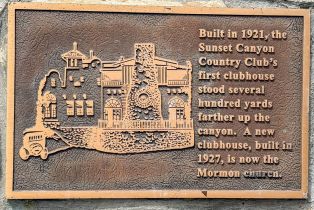 Built in 1921, the
Sunset Canyon
Country Club's
first clubhouse
stood several
hundred yards
farther up the
canyon. A new
clubhouse, built in
1927, is now the
Mormon church.